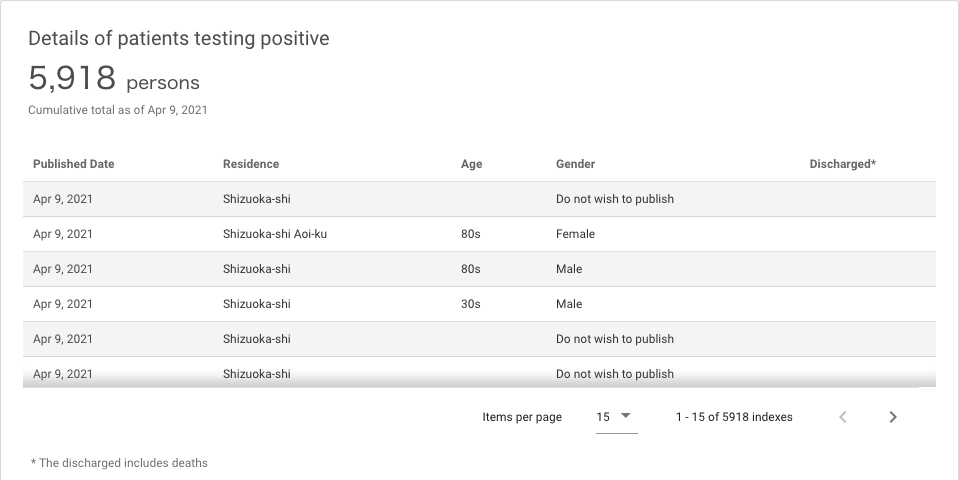 Details of patients testing positive
5,918 persons
Cumulative total as of Apr 9, 2021
Published Date Residence Age Gender Discharged*
Apr 9, 2021 Shizuoka-shi Do not wish to publish
Apr 9, 2021 Shizuoka-shi Aoi-ku 80s Female
Apr 9, 2021 Shizuoka-shi 80s Male
Apr 9, 2021 Shizuoka-shi 30s Male
Apr 9, 2021 Shizuoka-shi Do not wish to publish
Apr 9, 2021 Shizuoka-shi Do not wish to publish
Items per page 15 1 - 15 of 5918 indexes
* The discharged includes deaths